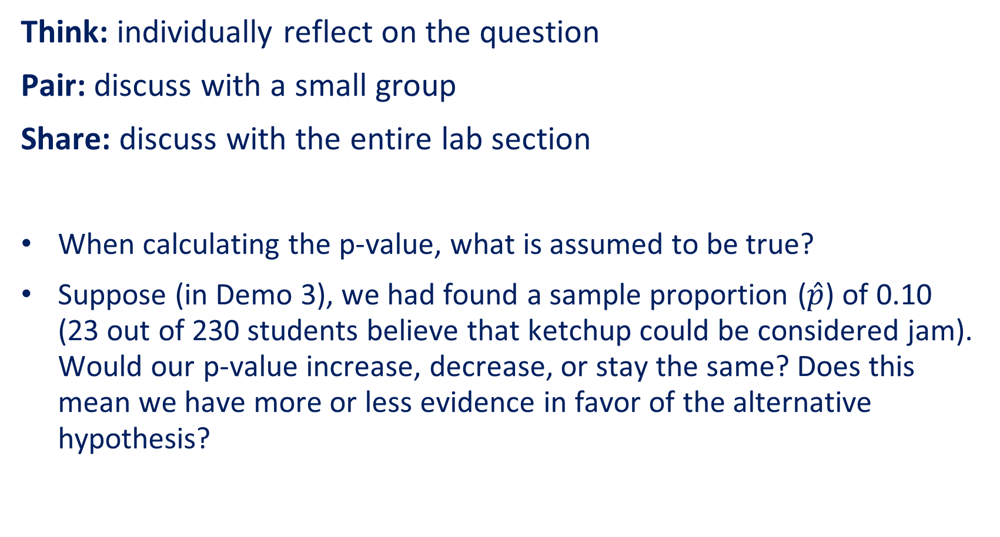 Think: individually reflect on the question
Pair: discuss with a small group
Share: discuss with the entire lab section
• When calculating the p-value, what is assumed to be true?
• Suppose (in Demo 3), we had found a sample proportion (p̂) of 0.10
(23 out of 230 students believe that ketchup could be considered jam).
Would our p-value increase, decrease, or stay the same? Does this
mean we have more or less evidence in favor of the alternative
hypothesis?